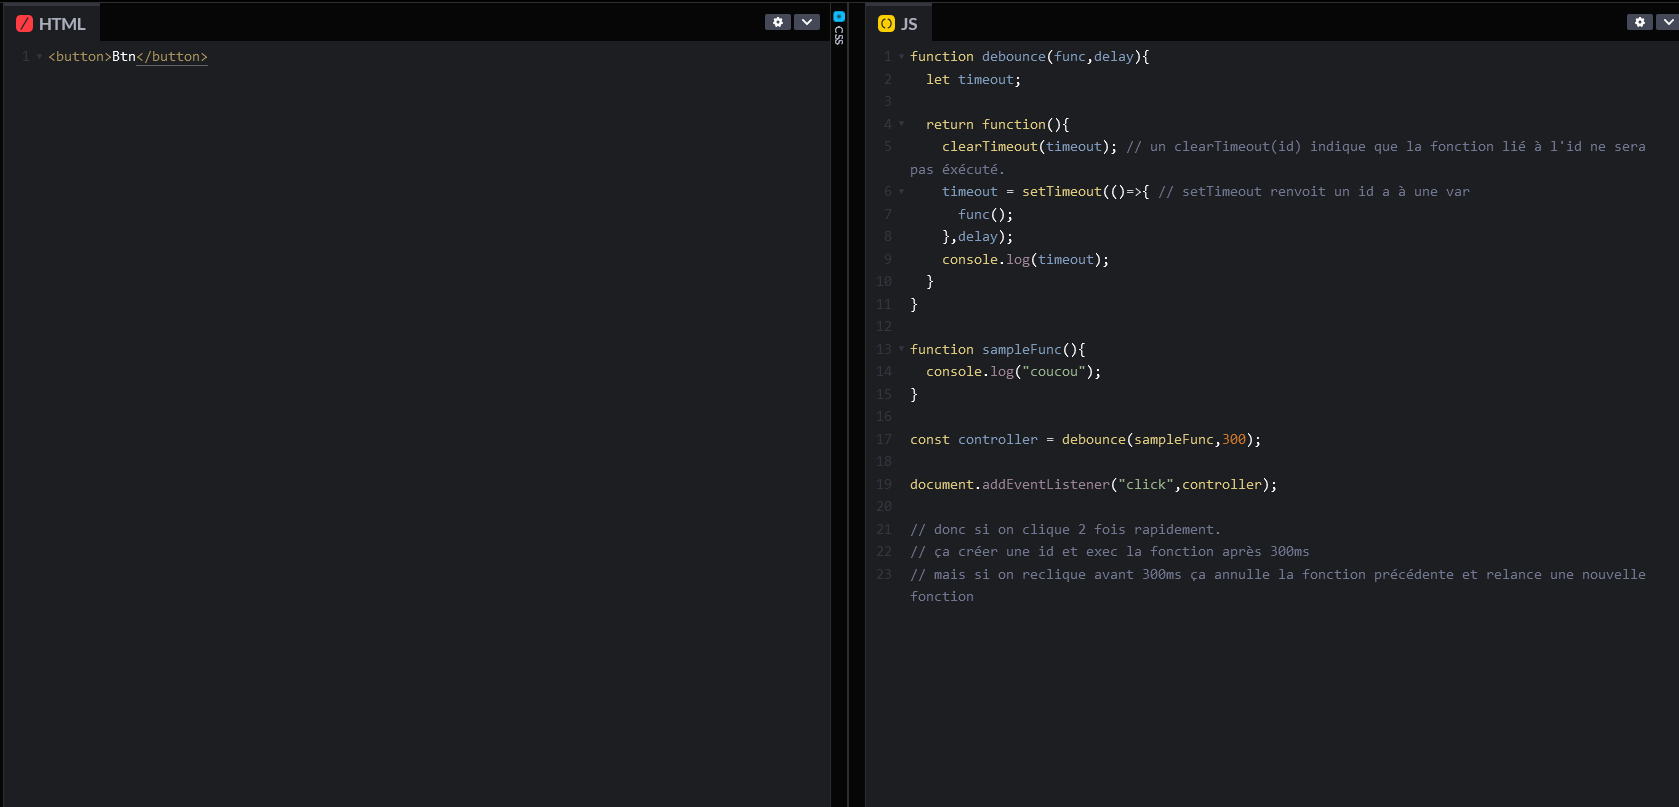 HTML
1 <button>Btn</button>
CSS
JS
1 function debounce(func,delay){
2 let timeout;
3
4 return function(){
5 clearTimeout(timeout); // un clearTimeout(id) indique que la fonction lié à l'id ne sera
pas éxécuté.
6 timeout = setTimeout(()=>{ // setTimeout renvoit un id a à une var
7 func();
8 },delay);
9 console.log(timeout);
10 }
11 }
12
13 function sampleFunc(){
14 console.log("coucou");
15 }
16
17 const controller = debounce(sampleFunc,300);
18
19 document.addEventListener("click",controller);
20
21 // donc si on clique 2 fois rapidement.
22 // ça créer une id et exec la fonction après 300ms
23 // mais si on reclique avant 300ms ça annulle la fonction précédente et relance une nouvelle
fonction